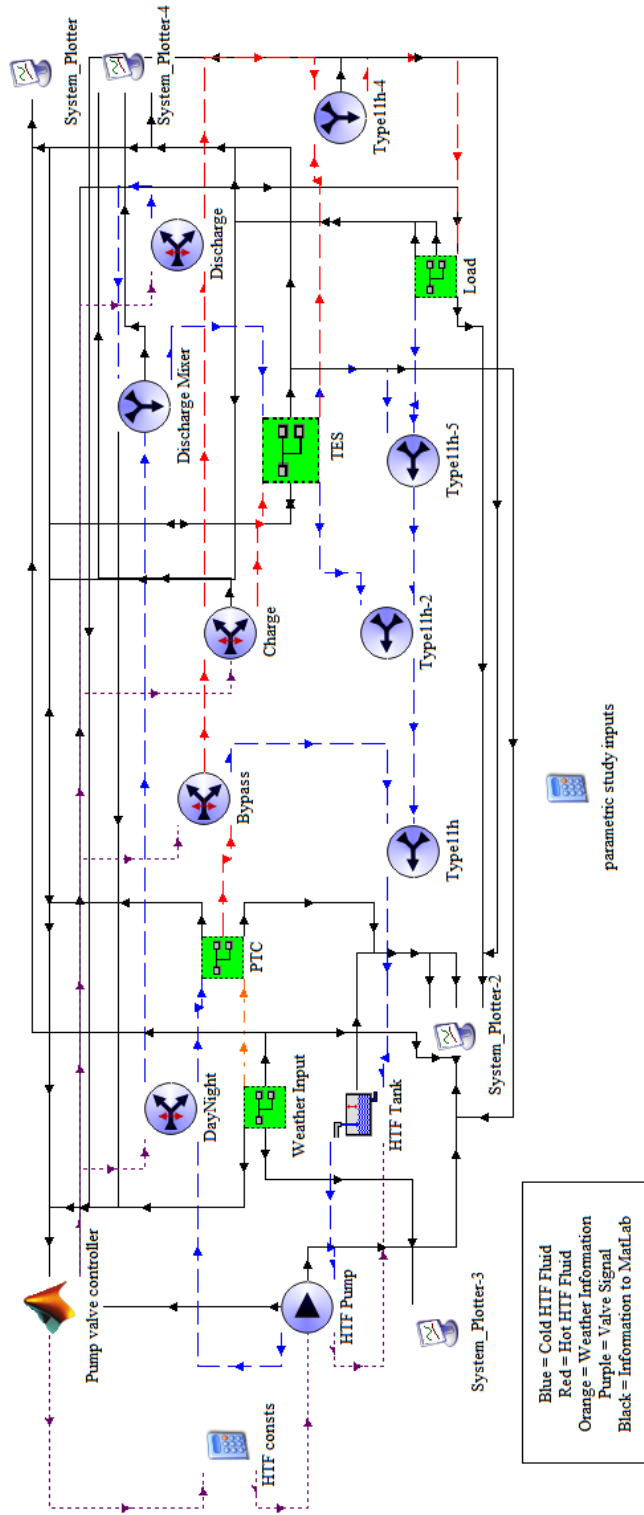 System_Plotter
System_Plotter-4
Type11h-4
Discharge
Load
Discharge Mixer
TES
Type11h-5
Charge
Type11h-2
Bypass
Type11h
parametric study inputs
PTC
DayNight
Weather Input
HTF Tank
System_Plotter-2
Pump valve controller
HTF Pump
System_Plotter-3
HTF consts
Blue = Cold HTF Fluid
Red = Hot HTF Fluid
Orange = Weather Information
Purple = Valve Signal
Black = Information to MatLab